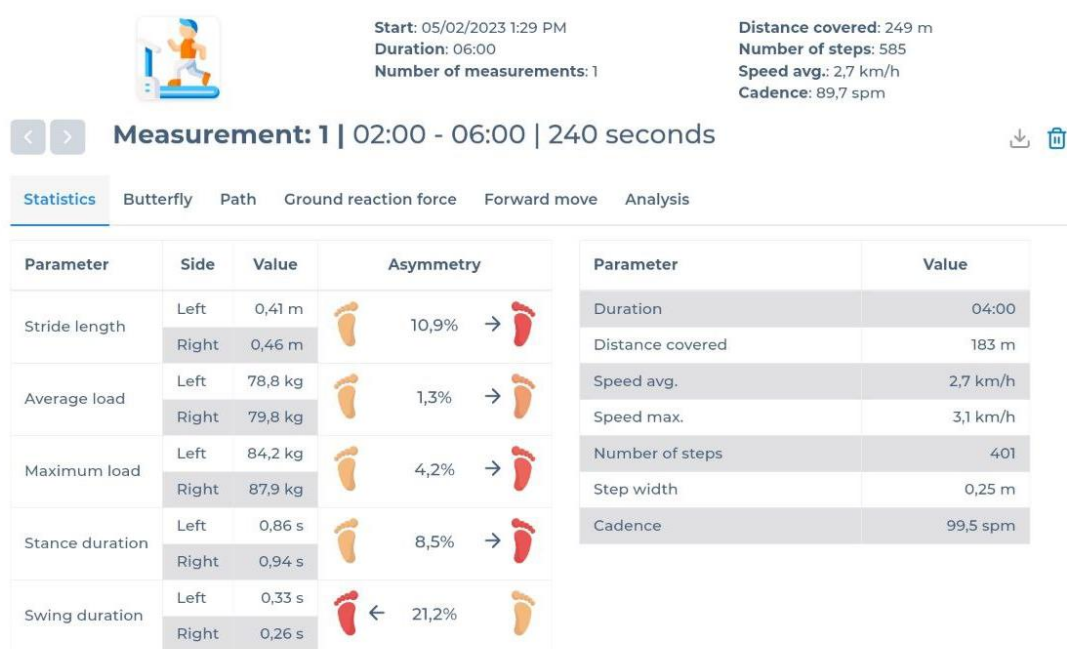 Start: 05/02/2023 1:29 PM
Duration: 06:00
Number of measurements: 1
Distance covered: 249 m
Number of steps: 585
Speed avg.: 2,7 km/h
Cadence: 89,7 spm
Measurement: 1 | 02:00 - 06:00 | 240 seconds
Statistics Butterfly Path Ground reaction force Forward move Analysis
Parameter Side Value Asymmetry
Stride length
Left 0,41 m
Right 0,46 m
10,9%
Average load
Left 78,8 kg
Right 79,8 kg
1,3%
Maximum load
Left 84,2 kg
Right 87,9 kg
4,2%
Stance duration
Left 0,86 s
Right 0,94 s
8,5%
Swing duration
Left 0,33 s
Right 0,26 s
21,2%
Parameter Value
Duration 04:00
Distance covered 183 m
Speed avg. 2,7 km/h
Speed max. 3,1 km/h
Number of steps 401
Step width 0,25 m
Cadence 99,5 spm